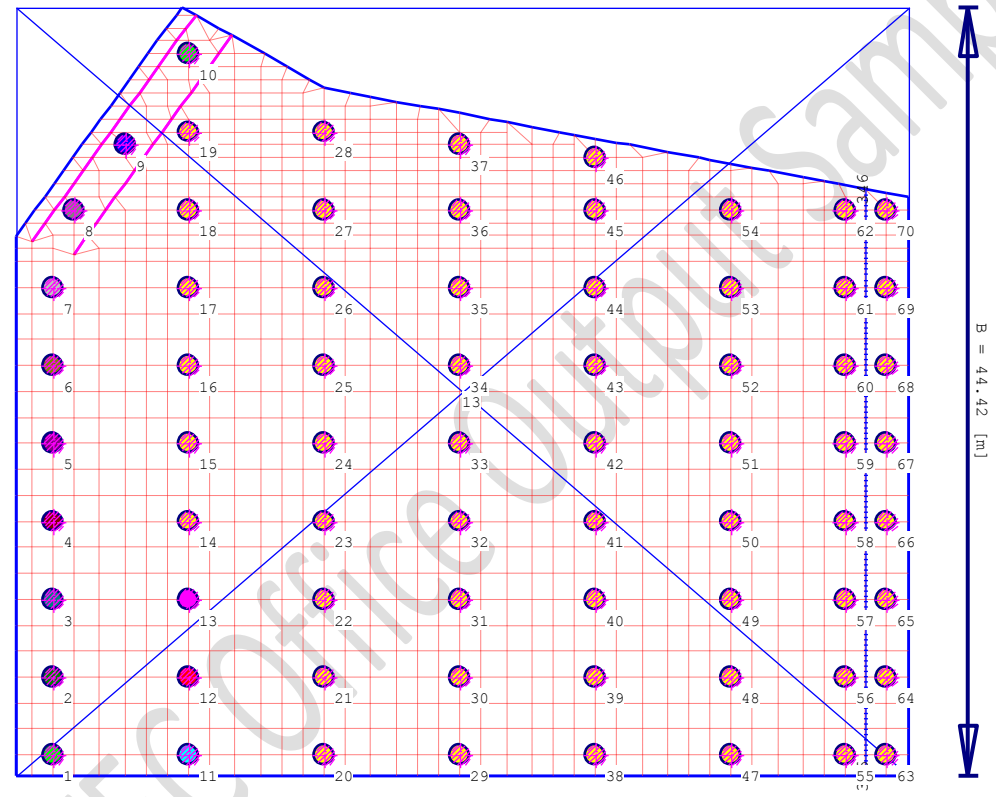 10
19 28 37 46
9
8 18 27 36 45 54 62 70
7 17 26 35 44 53 61 69
6 16 25 34 43 52 60 68
13
5 15 24 33 42 51 59 67
4 14 23 32 41 50 58 66
3 13 22 31 40 49 57 65
2 12 21 30 39 48 56 64
1 11 20 29 38 47 55 63
B = 44.42 [m]
Office Output Samp